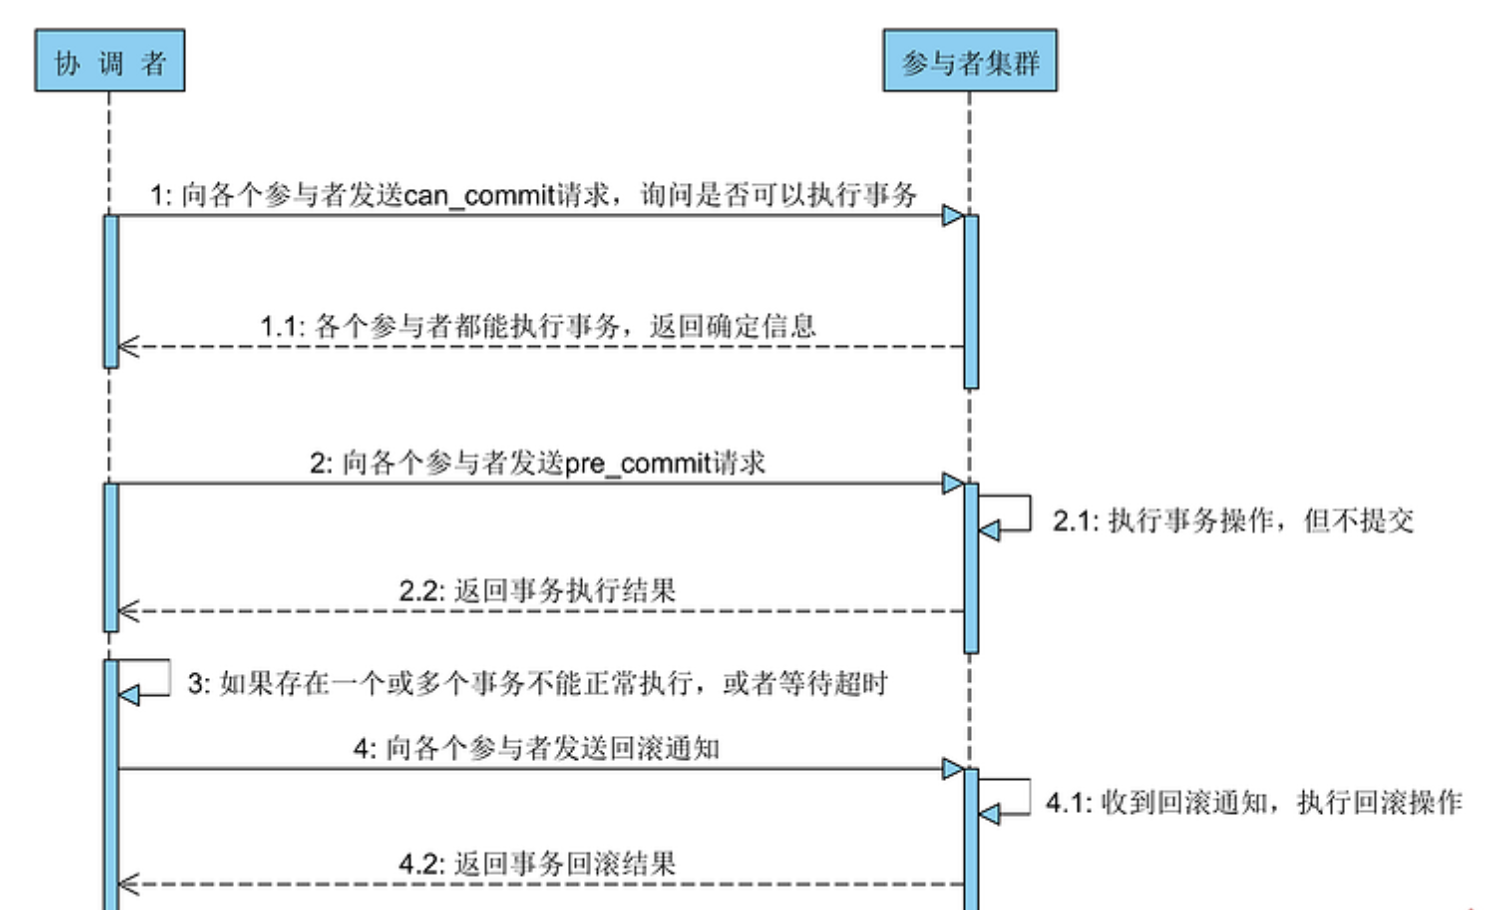 协 调 者
参与者集群
1: 向各个参与者发送can_commit请求，询问是否可以执行事务
1.1: 各个参与者都能执行事务，返回确定信息
2: 向各个参与者发送pre_commit请求
2.1: 执行事务操作，但不提交
2.2: 返回事务执行结果
3: 如果存在一个或多个事务不能正常执行，或者等待超时
4: 向各个参与者发送回滚通知
4.1: 收到回滚通知，执行回滚操作
4.2: 返回事务回滚结果